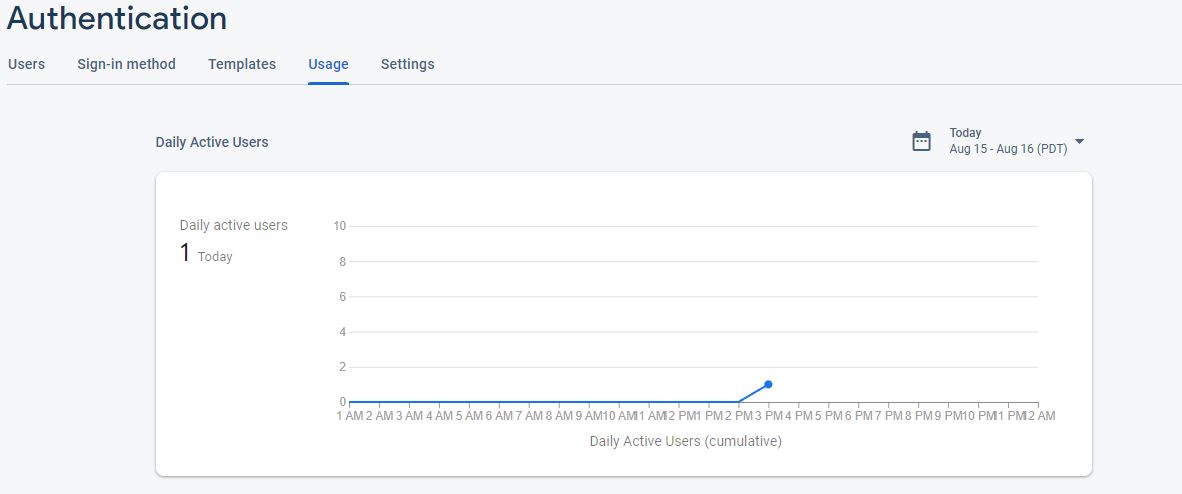 Authentication
Users Sign-in method Templates Usage Settings
Daily Active Users
Today
Aug 15 - Aug 16 (PDT)
Daily active users
1 Today
10
8
6
4
2
0
1 AM 2 AM 3 AM 4 AM 5 AM 6 AM 7 AM 8 AM 9 AM 10 AM 11 AM 12 PM 1 PM 2 PM 3 PM 4 PM 5 PM 6 PM 7 PM 8 PM 9 PM 10 PM 11 PM 12 AM
Daily Active Users (cumulative)